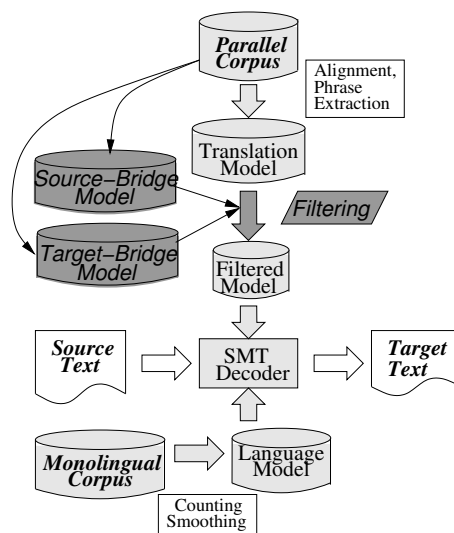 Parallel
Corpus
Alignment,
Phrase
Extraction
Translation
Model
Source-Bridge
Model
Filtering
Target-Bridge
Model
Filtered
Model
Source
Text
SMT
Decoder
Target
Text
Monolingual
Corpus
Language
Model
Counting
Smoothing